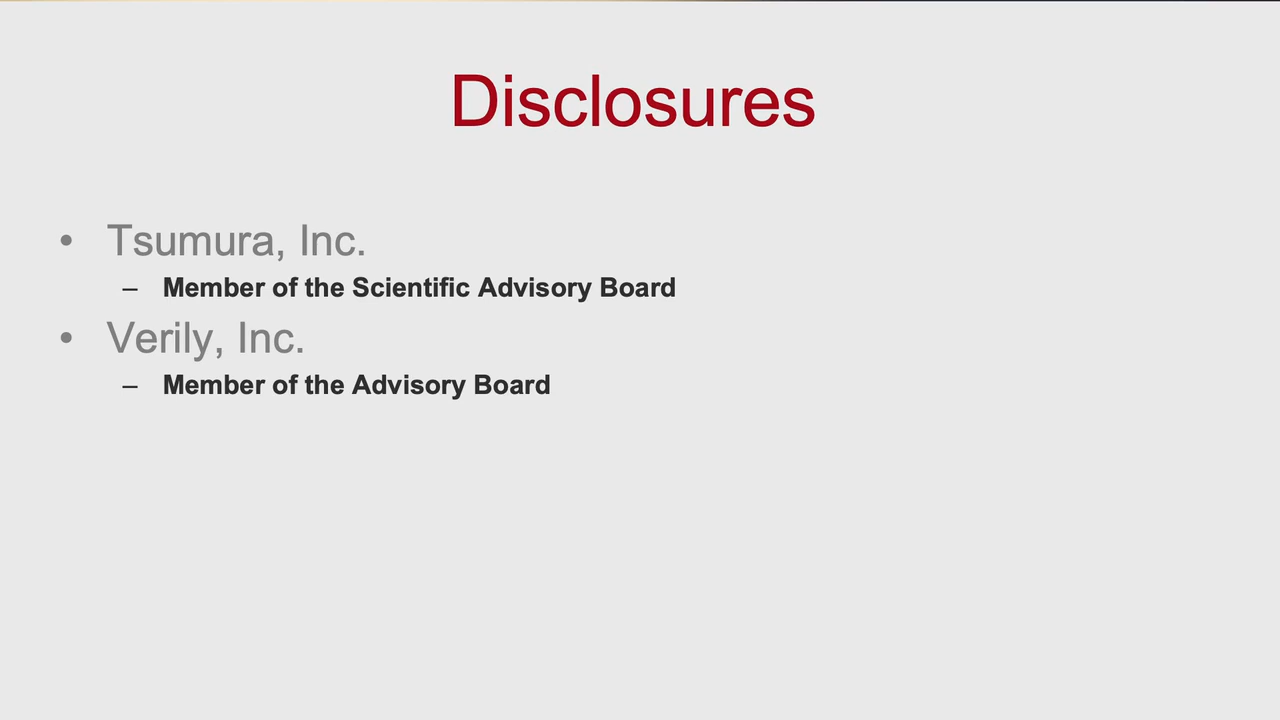 Disclosures
• Tsumura, Inc.
– Member of the Scientific Advisory Board
• Verily, Inc.
– Member of the Advisory Board